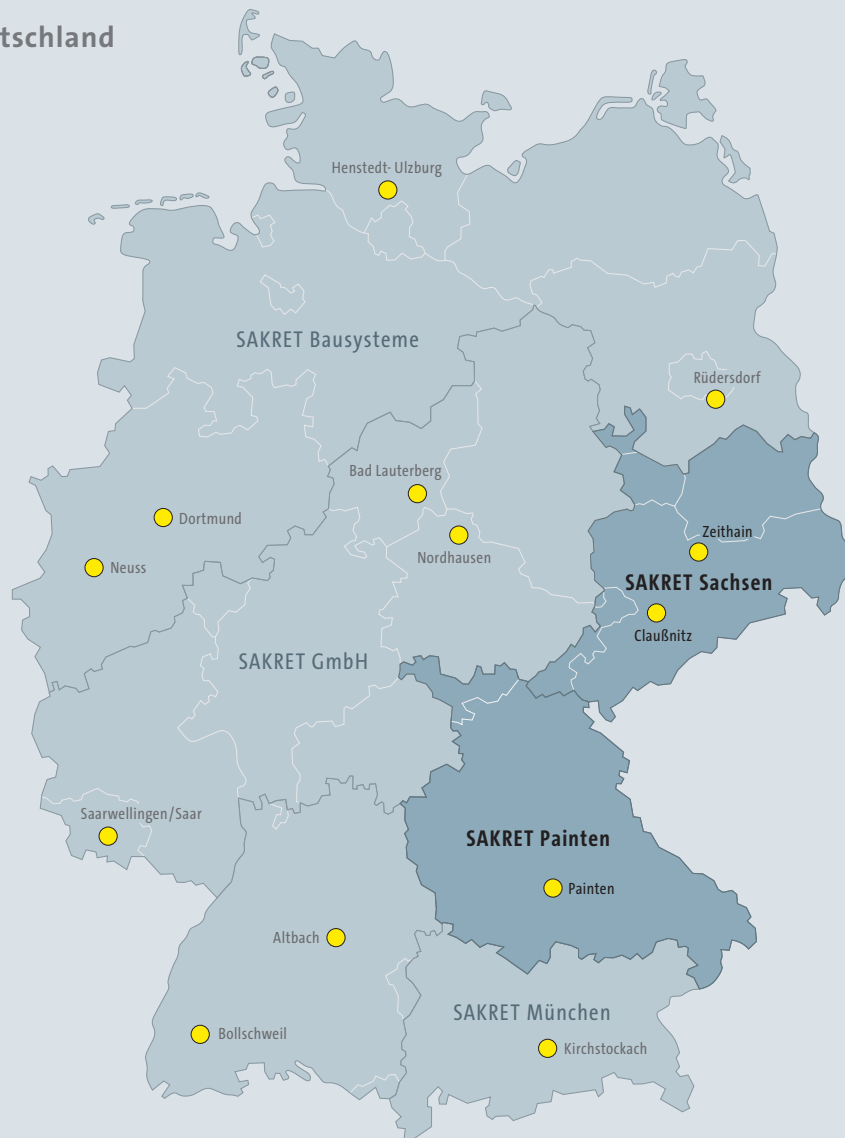 tschland
Henstedt- Ulzburg
SAKRET Bausysteme
Rüdersdorf
Bad Lauterberg
Dortmund
Zeithain
Nordhausen
Neuss
SAKRET Sachsen
Claußnitz
SAKRET GmbH
Saarwellingen/Saar
SAKRET Painten
Painten
Altbach
SAKRET München
Bollschweil
Kirchstockach